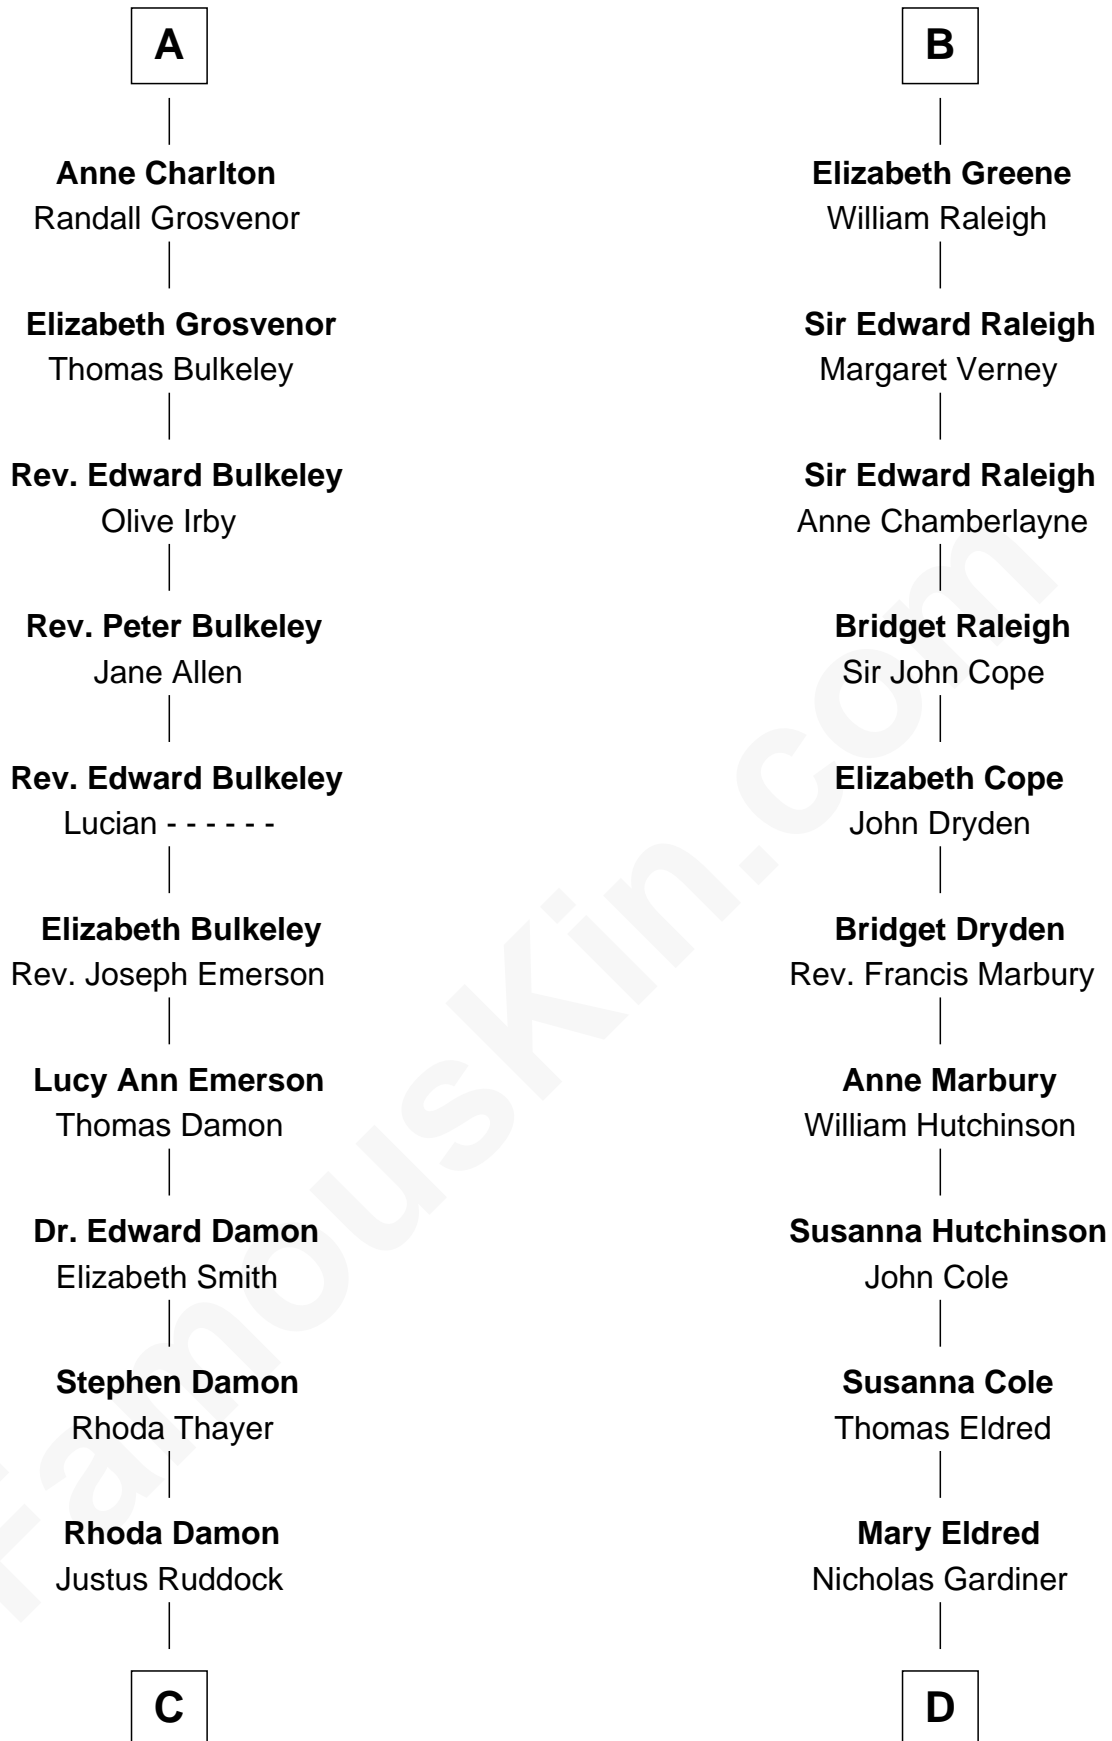 A
Anne Charlton
Randall Grosvenor
Elizabeth Grosvenor
Thomas Bulkeley
Rev. Edward Bulkeley
Olive Irby
Rev. Peter Bulkeley
Jane Allen
Rev. Edward Bulkeley
Lucian - - - - - -
Elizabeth Bulkeley
Rev. Joseph Emerson
Lucy Ann Emerson
Thomas Damon
Dr. Edward Damon
Elizabeth Smith
Stephen Damon
Rhoda Thayer
Rhoda Damon
Justus Ruddock
C
B
Elizabeth Greene
William Raleigh
Sir Edward Raleigh
Margaret Verney
Sir Edward Raleigh
Anne Chamberlayne
Bridget Raleigh
Sir John Cope
Elizabeth Cope
John Dryden
Bridget Dryden
Rev. Francis Marbury
Anne Marbury
William Hutchinson
Susanna Hutchinson
John Cole
Susanna Cole
Thomas Eldred
Mary Eldred
Nicholas Gardiner
D
FamousKin.com